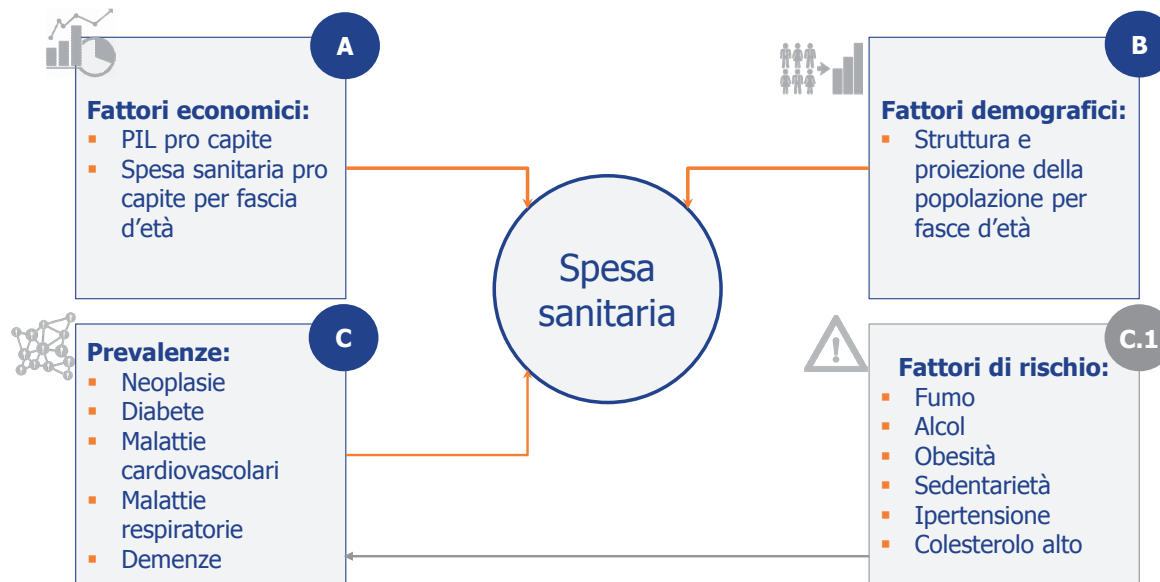 A
Fattori economici:
▪ PIL pro capite
▪ Spesa sanitaria pro
capite per fascia
d’età
B
Fattori demografici:
▪ Struttura e
proiezione della
popolazione per
fasce d’età
Spesa
sanitaria
C
Prevalenze:
▪ Neoplasie
▪ Diabete
▪ Malattie
cardiovascolari
▪ Malattie
respiratorie
▪ Demenze
C.1
Fattori di rischio:
▪ Fumo
▪ Alcol
▪ Obesità
▪ Sedentarietà
▪ Ipertensione
▪ Colesterolo alto